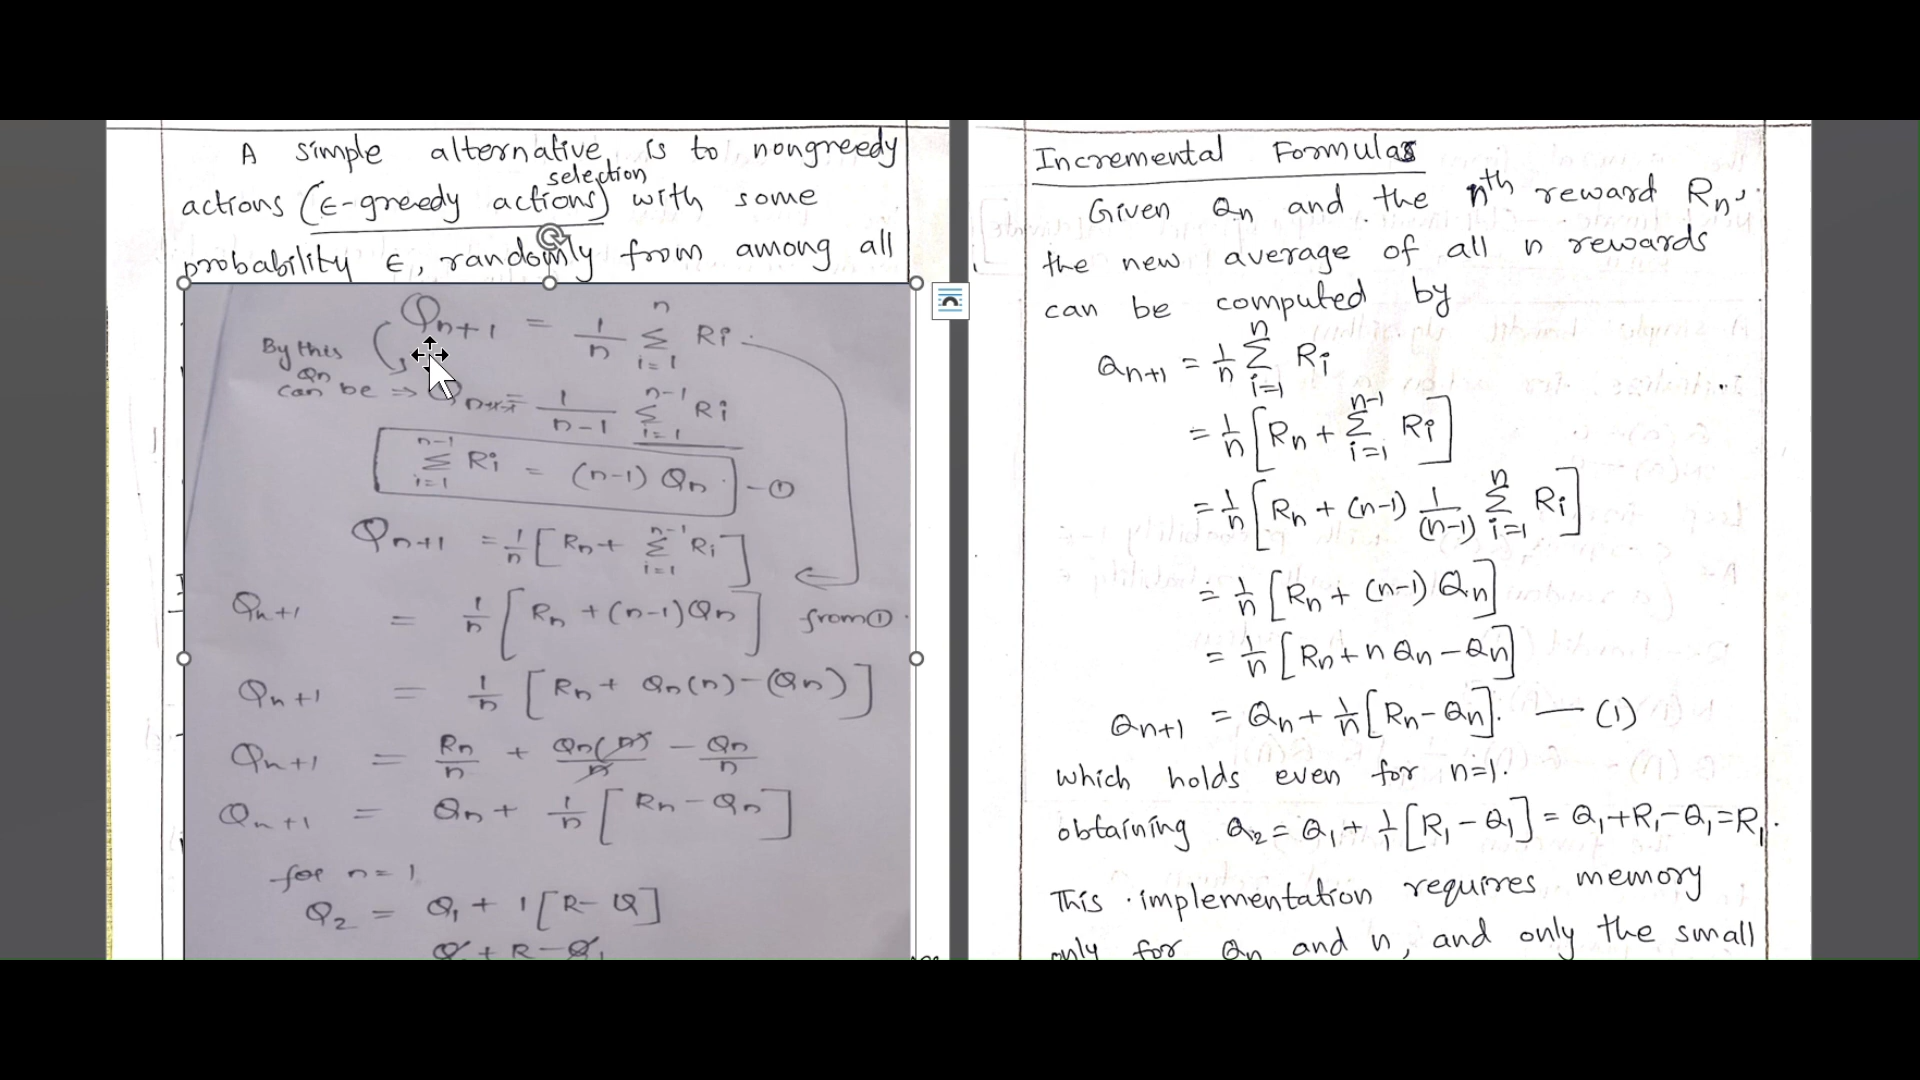 A simple alternative is to nongreedy
selection
actions (ε-greedy actions) with some
probability ε, randomly from among all
Qn+1 = 1/n Σ_{i=1}^{n} Ri
By this
Qn
can be ⇒ Q = 1/(n-1) Σ_{i=1}^{n-1} Ri
Σ_{i=1}^{n-1} Ri = (n-1) Qn - ①
Qn+1 = 1/n [Rn + Σ_{i=1}^{n-1} Ri]
Qn+1 = 1/n [Rn + (n-1)Qn] from ①
Qn+1 = 1/n [Rn + Qn(n) - (Qn)]
Qn+1 = Rn/n + Qn(n)/n - Qn/n
Qn+1 = Qn + 1/n [Rn - Qn]
for n = 1
Q2 = Q1 + 1 [R - Q]
Q + R - Q1
Incremental Formulas
Given Qn and the nth reward Rn,
the new average of all n rewards
can be computed by
Qn+1 = 1/n Σ_{i=1}^{n} Ri
= 1/n [Rn + Σ_{i=1}^{n-1} Ri]
= 1/n [Rn + (n-1) 1/(n-1) Σ_{i=1}^{n} Ri]
= 1/n [Rn + (n-1) Qn]
= 1/n [Rn + n Qn - Qn]
Qn+1 = Qn + 1/n [Rn - Qn]. — (1)
which holds even for n=1.
obtaining Q2 = Q1 + 1/1 [R1 - Q1] = Q1 + R1 - Q1 = R1.
This implementation requires memory
only for Qn and n, and only the small